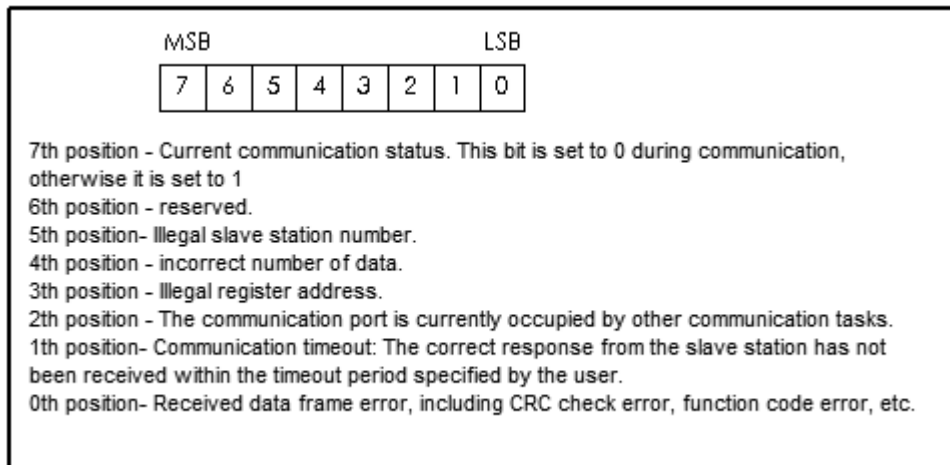 MSB LSB
7 6 5 4 3 2 1 0
7th position - Current communication status. This bit is set to 0 during communication,
otherwise it is set to 1
6th position - reserved.
5th position- Illegal slave station number.
4th position - incorrect number of data.
3th position - Illegal register address.
2th position - The communication port is currently occupied by other communication tasks.
1th position- Communication timeout: The correct response from the slave station has not
been received within the timeout period specified by the user.
0th position- Received data frame error, including CRC check error, function code error, etc.